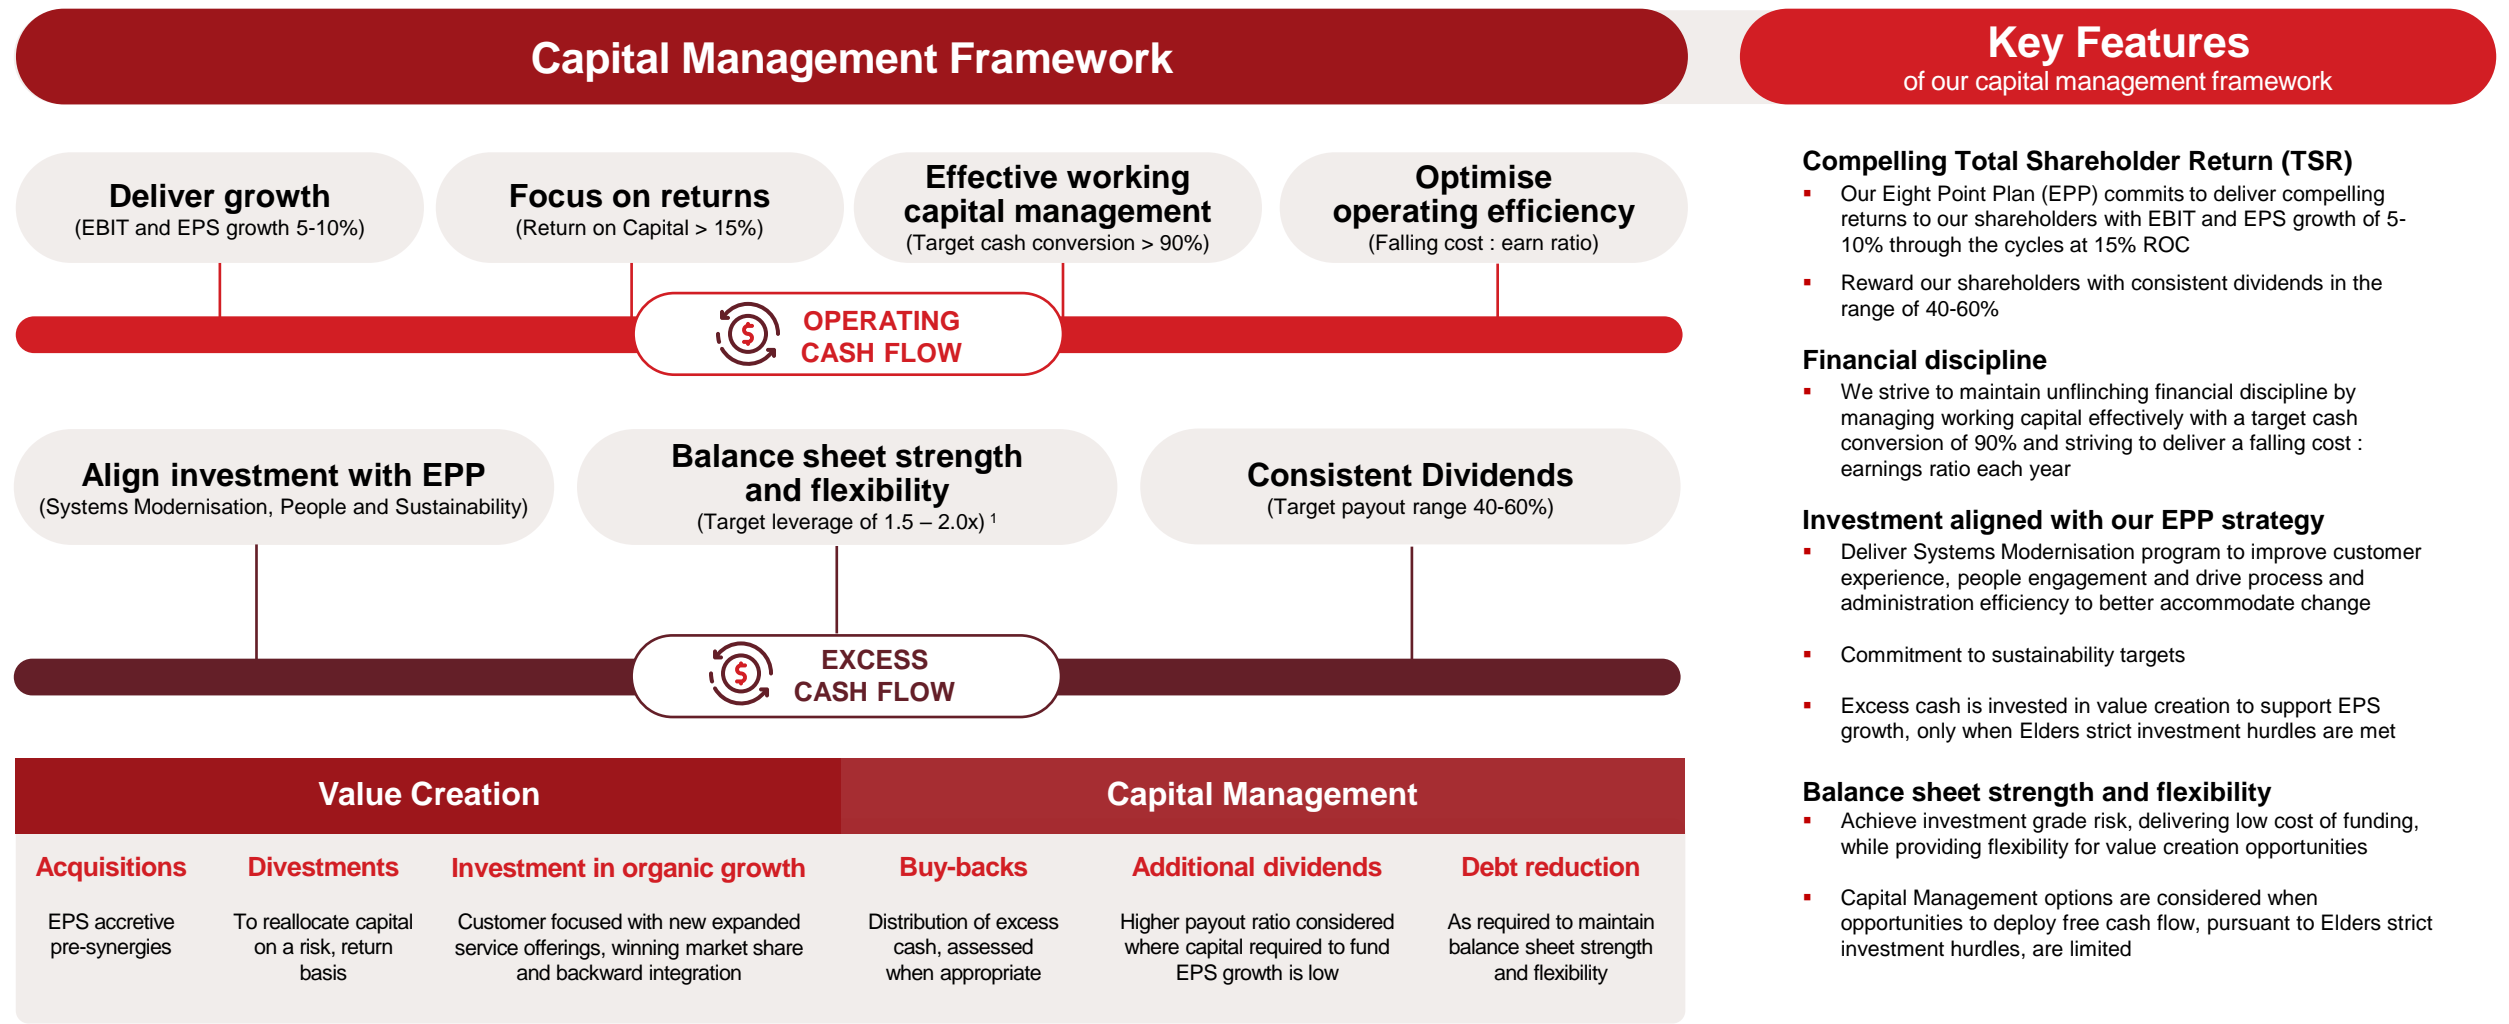 Capital Management Framework
Key Features
of our capital management framework
Deliver growth
(EBIT and EPS growth 5-10%)
Focus on returns
(Return on Capital > 15%)
Effective working
capital management
(Target cash conversion > 90%)
Optimise
operating efficiency
(Falling cost : earn ratio)
OPERATING
CASH FLOW
Align investment with EPP
(Systems Modernisation, People and Sustainability)
Balance sheet strength
and flexibility
(Target leverage of 1.5 – 2.0x) 1
Consistent Dividends
(Target payout range 40-60%)
EXCESS
CASH FLOW
Value Creation
Capital Management
Acquisitions
EPS accretive
pre-synergies
Divestments
To reallocate capital
on a risk, return
basis
Investment in organic growth
Customer focused with new expanded
service offerings, winning market share
and backward integration
Buy-backs
Distribution of excess
cash, assessed
when appropriate
Additional dividends
Higher payout ratio considered
where capital required to fund
EPS growth is low
Debt reduction
As required to maintain
balance sheet strength
and flexibility
Compelling Total Shareholder Return (TSR)
▪ Our Eight Point Plan (EPP) commits to deliver compelling
returns to our shareholders with EBIT and EPS growth of 5-
10% through the cycles at 15% ROC
▪ Reward our shareholders with consistent dividends in the
range of 40-60%
Financial discipline
▪ We strive to maintain unflinching financial discipline by
managing working capital effectively with a target cash
conversion of 90% and striving to deliver a falling cost :
earnings ratio each year
Investment aligned with our EPP strategy
▪ Deliver Systems Modernisation program to improve customer
experience, people engagement and drive process and
administration efficiency to better accommodate change
▪ Commitment to sustainability targets
▪ Excess cash is invested in value creation to support EPS
growth, only when Elders strict investment hurdles are met
Balance sheet strength and flexibility
▪ Achieve investment grade risk, delivering low cost of funding,
while providing flexibility for value creation opportunities
▪ Capital Management options are considered when
opportunities to deploy free cash flow, pursuant to Elders strict
investment hurdles, are limited